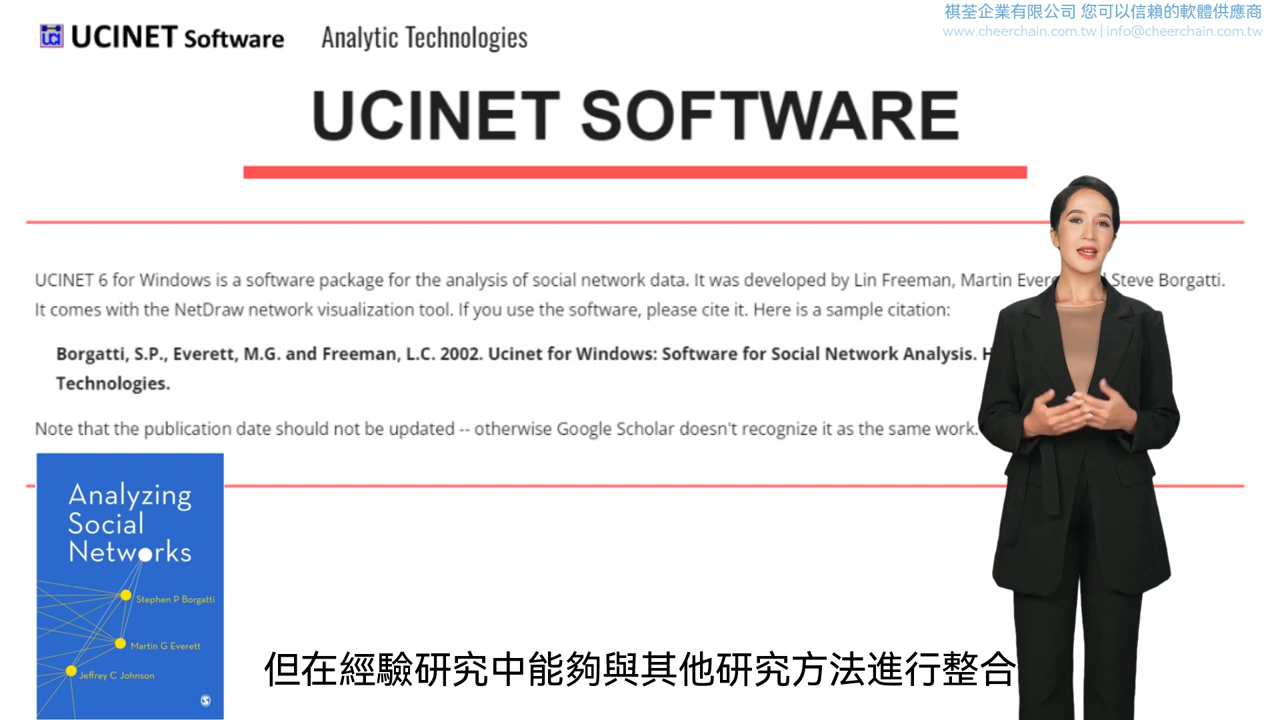 祺荃企業有限公司 您可以信賴的軟體供應商
www.cheerchain.com.tw | info@cheerchain.com.tw
UCINET Software
Analytic Technologies
UCINET SOFTWARE
UCINET 6 for Windows is a software package for the analysis of social network data. It was developed by Lin Freeman, Martin Steve Borgatti.
It comes with the NetDraw network visualization tool. If you use the software, please cite it. Here is a sample citation:
Borgatti, S.P., Everett, M.G. and Freeman, L.C. 2002. Ucinet for Windows: Software for Social Network Analysis.
Technologies.
Note that the publication date should not be updated -- otherwise Google Scholar doesn't recognize it as the same work.
Analyzing
Social
Networks
Stephen P Borgatti
Martin G Everett
Jeffrey C Johnson
但在經驗研究中能夠與其他研究方法進行整合